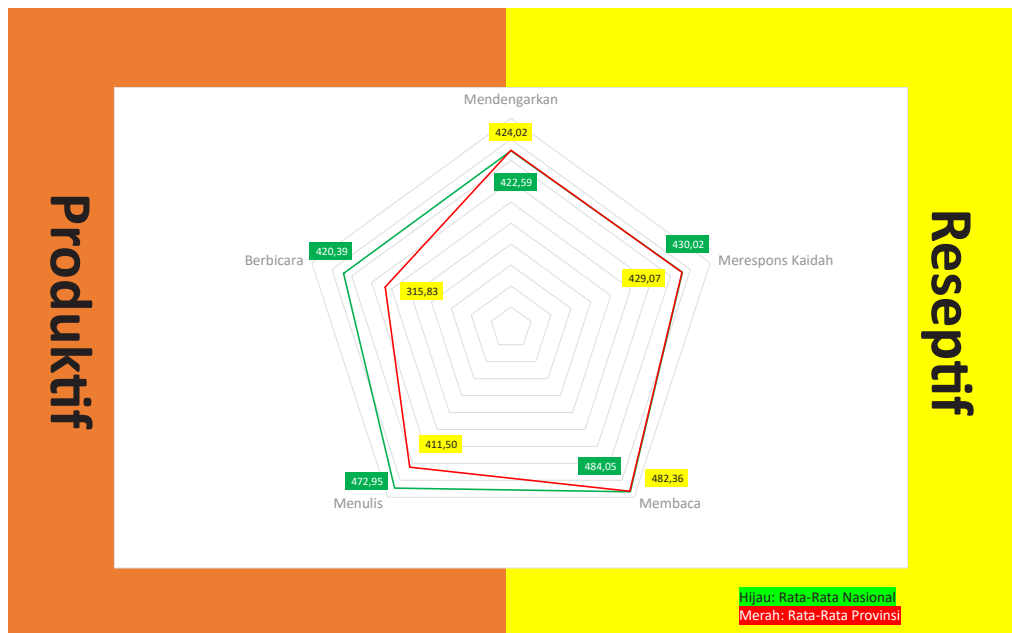 Produktif
Reseptif
Mendengarkan
424,02
422,59
430,02
Merespons Kaidah
429,07
420,39
Berbicara
315,83
411,50
472,95
Menulis
484,05
482,36
Membaca
Hijau: Rata-Rata Nasional
Merah: Rata-Rata Provinsi